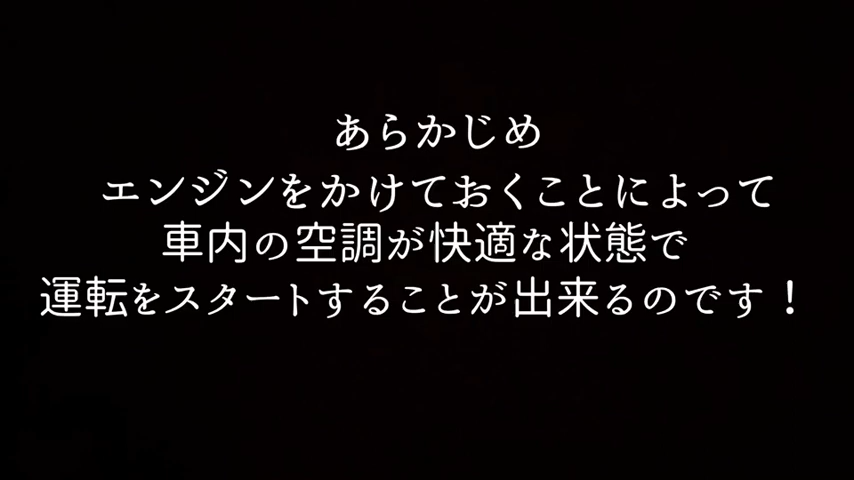 あらかじめ
エンジンをかけておくことによって
車内の空調が快適な状態で
運転をスタートすることが出来るのです！